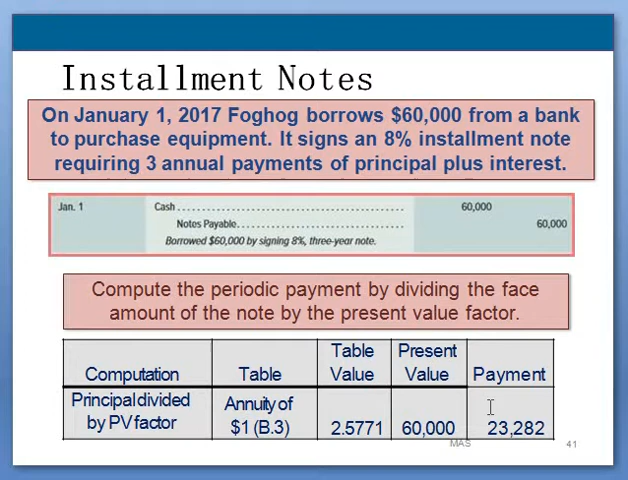 Installment Notes
On January 1, 2017 Foghog borrows $60,000 from a bank
to purchase equipment. It signs an 8% installment note
requiring 3 annual payments of principal plus interest.
Jan. 1 Cash . . . . . . . . . . . . . . . . . . . . . . . . . . . . . . . . . . . . . . . . . . 60,000
Notes Payable. . . . . . . . . . . . . . . . . . . . . . . . . . . . . . . 60,000
Borrowed $60,000 by signing 8%, three-year note.
Compute the periodic payment by dividing the face
amount of the note by the present value factor.
Table Present
Computation Table Value Value Payment
Principal divided Annuity of
by PV factor $1 (B.3) 2.5771 60,000 23,282
MAS 41